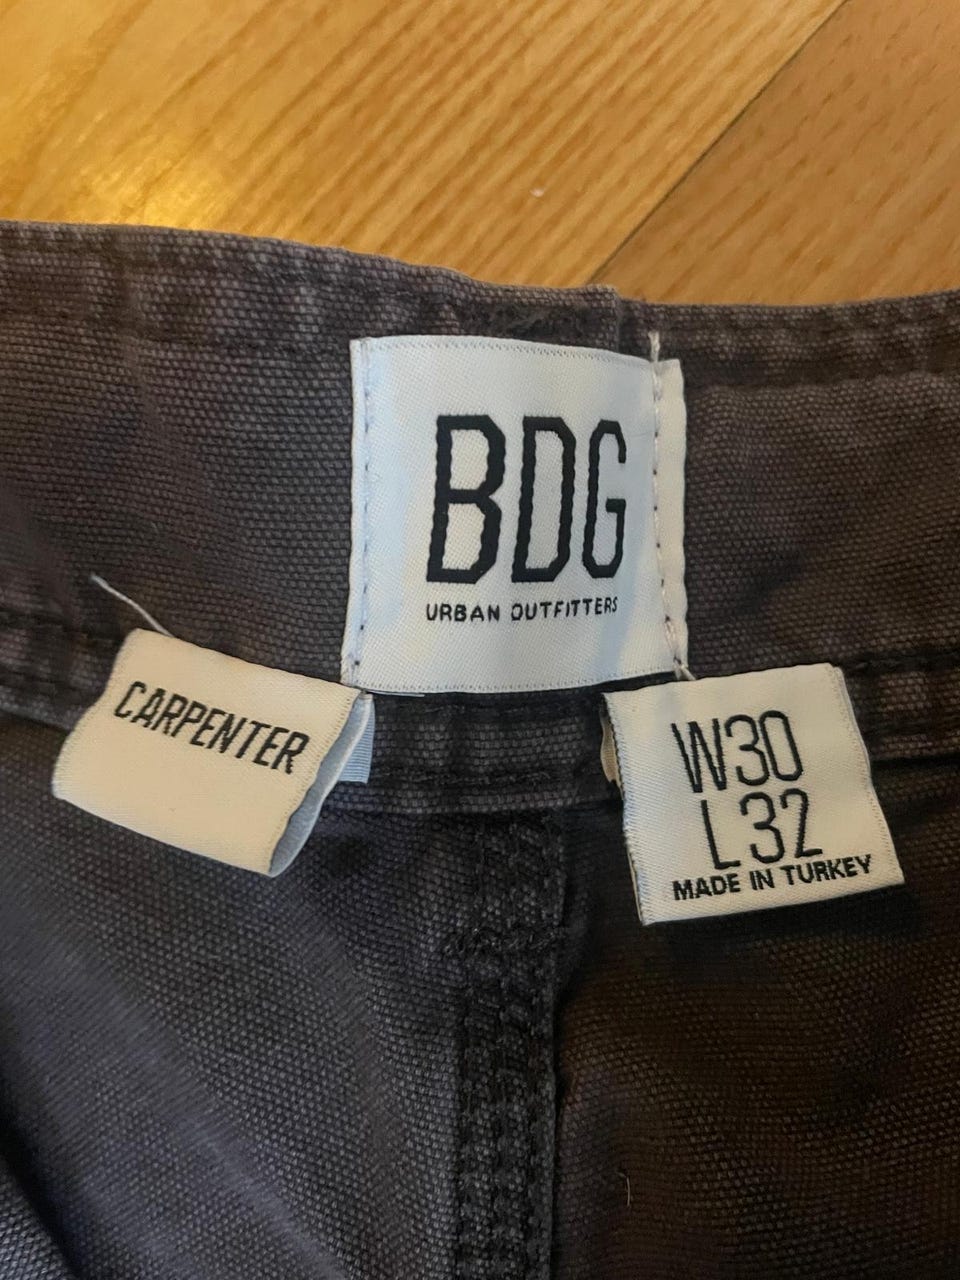 BDG
URBAN OUTFITTERS
CARPENTER
W30
L32
MADE IN TURKEY